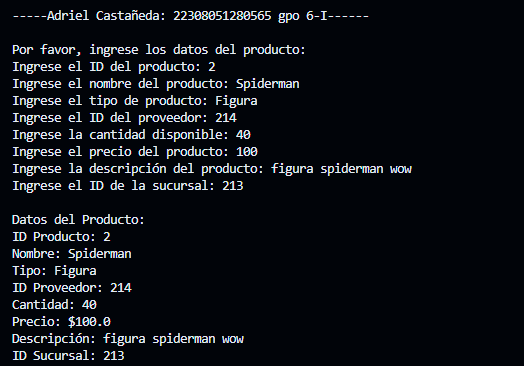 -----Adriel Castañeda: 22308051280565 gpo 6-I------
Por favor, ingrese los datos del producto:
Ingrese el ID del producto: 2
Ingrese el nombre del producto: Spiderman
Ingrese el tipo de producto: Figura
Ingrese el ID del proveedor: 214
Ingrese la cantidad disponible: 40
Ingrese el precio del producto: 100
Ingrese la descripción del producto: figura spiderman wow
Ingrese el ID de la sucursal: 213
Datos del Producto:
ID Producto: 2
Nombre: Spiderman
Tipo: Figura
ID Proveedor: 214
Cantidad: 40
Precio: $100.0
Descripción: figura spiderman wow
ID Sucursal: 213